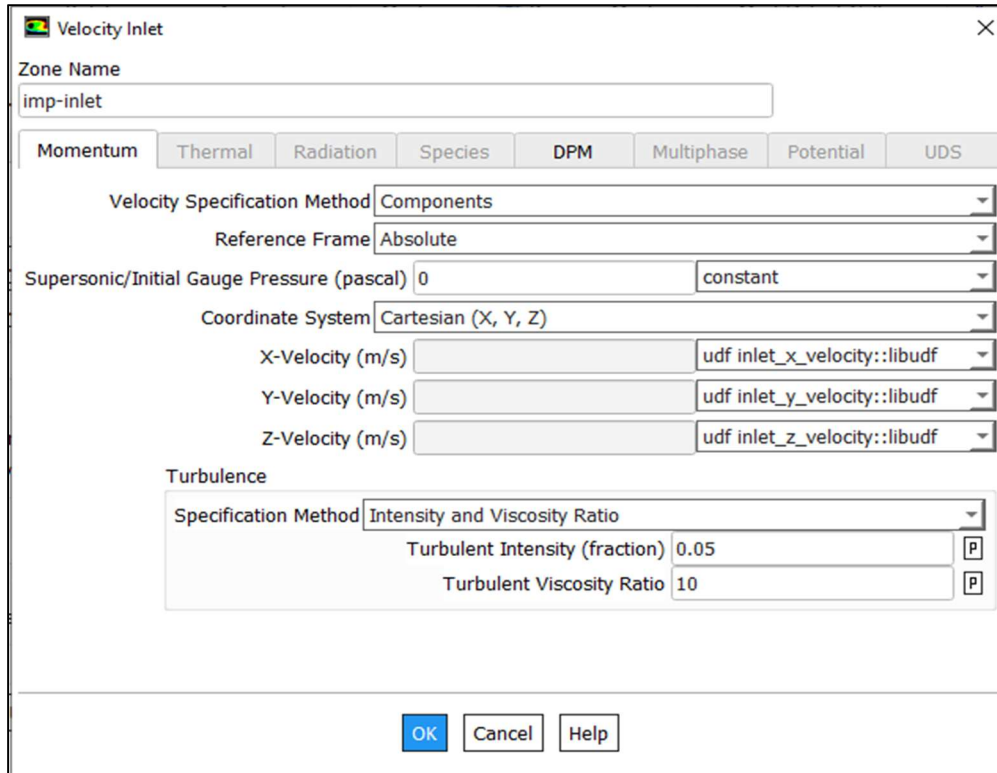 Velocity Inlet
Zone Name
imp-inlet
Momentum Thermal Radiation Species DPM Multiphase Potential UDS
Velocity Specification Method Components
Reference Frame Absolute
Supersonic/Initial Gauge Pressure (pascal) 0 constant
Coordinate System Cartesian (X, Y, Z)
X-Velocity (m/s) udf inlet_x_velocity::libudf
Y-Velocity (m/s) udf inlet_y_velocity::libudf
Z-Velocity (m/s) udf inlet_z_velocity::libudf
Turbulence
Specification Method Intensity and Viscosity Ratio
Turbulent Intensity (fraction) 0.05 P
Turbulent Viscosity Ratio 10 P
OK Cancel Help